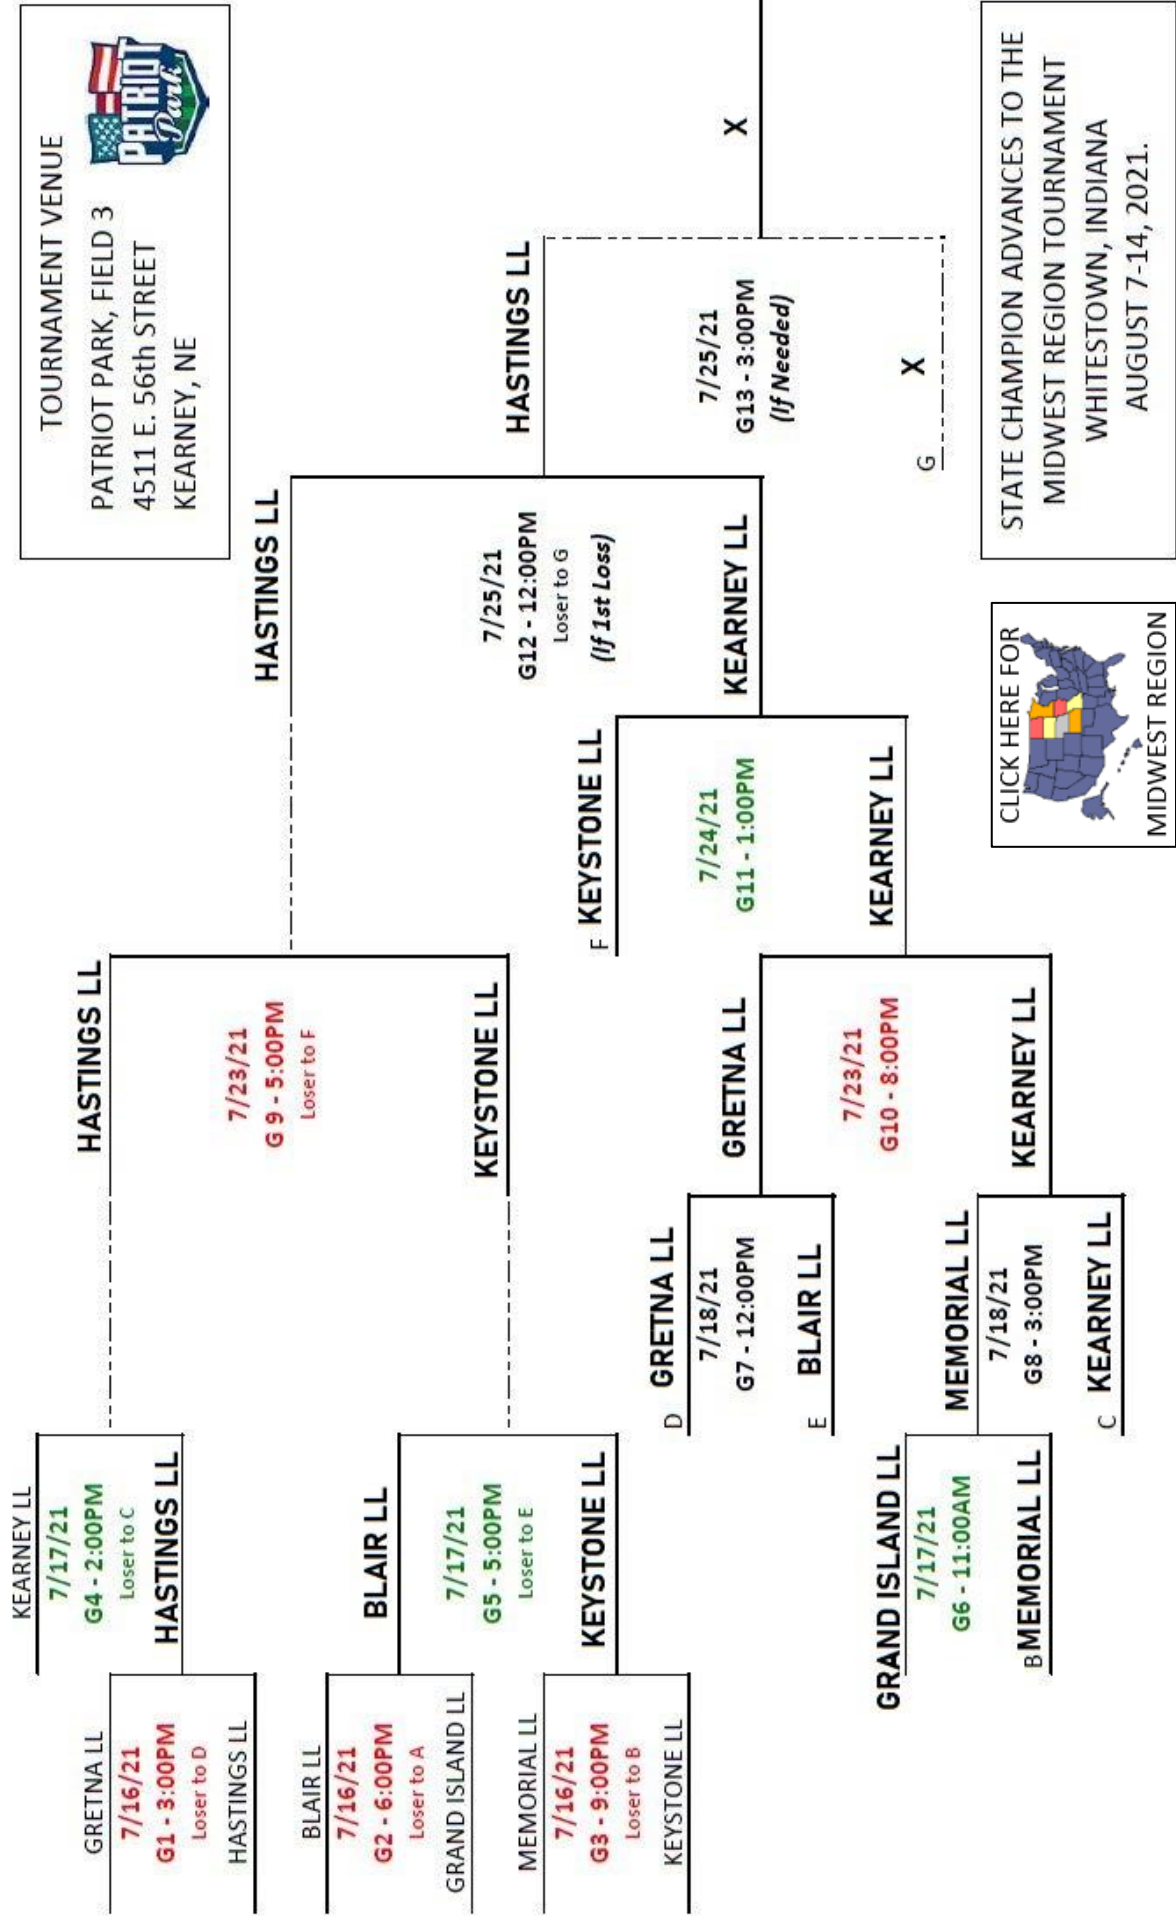 GRETNA LL
7/16/21
G1 - 3:00PM
Loser to D
HASTINGS LL
BLAIR LL
7/16/21
G2 - 6:00PM
Loser to A
GRAND ISLAND LL
MEMORIAL LL
7/16/21
G3 - 9:00PM
Loser to B
KEYSTONE LL
KEARNEY LL
7/17/21
G4 - 2:00PM
Loser to C
HASTINGS LL
BLAIR LL
7/17/21
G5 - 5:00PM
Loser to E
KEYSTONE LL
GRAND ISLAND LL
7/17/21
G6 - 11:00AM
B MEMORIAL LL
D GRETNA LL
7/18/21
G7 - 12:00PM
E BLAIR LL
MEMORIAL LL
7/18/21
G8 - 3:00PM
C KEARNEY LL
HASTINGS LL
7/23/21
G 9 - 5:00PM
Loser to F
KEYSTONE LL
GRETNA LL
7/23/21
G10 - 8:00PM
KEARNEY LL
F KEYSTONE LL
7/24/21
G11 - 1:00PM
KEARNEY LL
HASTINGS LL
7/25/21
G12 - 12:00PM
Loser to G
(If 1st Loss)
KEARNEY LL
HASTINGS LL
7/25/21
G13 - 3:00PM
(If Needed)
G X
X
TOURNAMENT VENUE
PATRIOT PARK, FIELD 3
4511 E. 56th STREET
KEARNEY, NE
PATRIOT
Park
CLICK HERE FOR
MIDWEST REGION
STATE CHAMPION ADVANCES TO THE
MIDWEST REGION TOURNAMENT
WHITESTOWN, INDIANA
AUGUST 7-14, 2021.